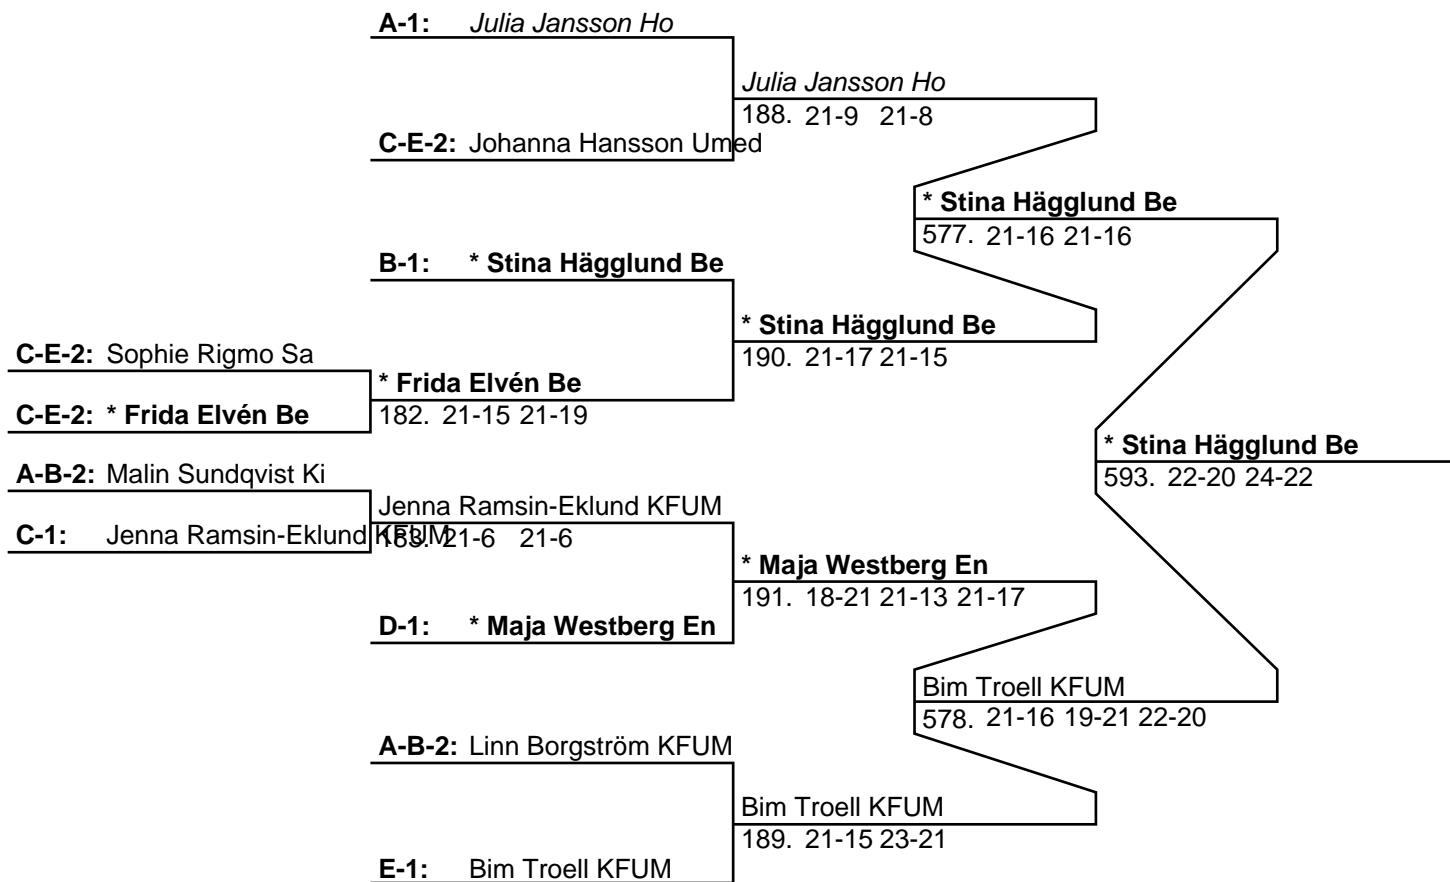 A-1: Julia Jansson Ho
Julia Jansson Ho
188. 21-9 21-8
C-E-2: Johanna Hansson Umed
* Stina Hägglund Be
577. 21-16 21-16
B-1: * Stina Hägglund Be
* Stina Hägglund Be
190. 21-17 21-15
C-E-2: Sophie Rigmo Sa
* Frida Elvén Be
182. 21-15 21-19
C-E-2: * Frida Elvén Be
* Stina Hägglund Be
593. 22-20 24-22
A-B-2: Malin Sundqvist Ki
Jenna Ramsin-Eklund KFUM
183. 21-6 21-6
C-1: Jenna Ramsin-Eklund KFUM
* Maja Westberg En
191. 18-21 21-13 21-17
D-1: * Maja Westberg En
Bim Troell KFUM
578. 21-16 19-21 22-20
A-B-2: Linn Borgström KFUM
Bim Troell KFUM
189. 21-15 23-21
E-1: Bim Troell KFUM